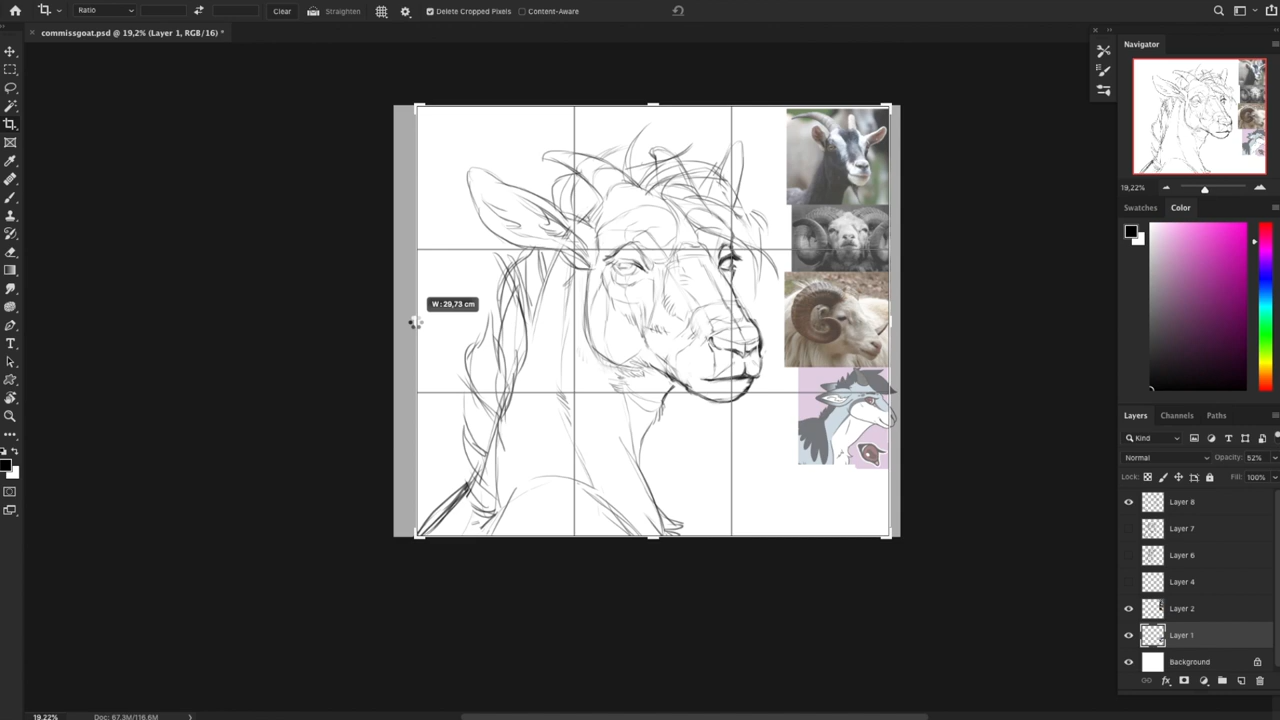 Ratio
Clear
Straighten
Delete Cropped Pixels
Content-Aware
commissgoat.psd @ 19,2% (Layer 1, RGB/16) *
Navigator
19,22%
Swatches
Color
W: 29,73 cm
Layers
Channels
Paths
Kind
Normal
Opacity: 52%
Lock:
Fill: 100%
Layer 8
Layer 7
Layer 6
Layer 4
Layer 2
Layer 1
Background
fx
19.22%
Doc: 67.3M/116.6M